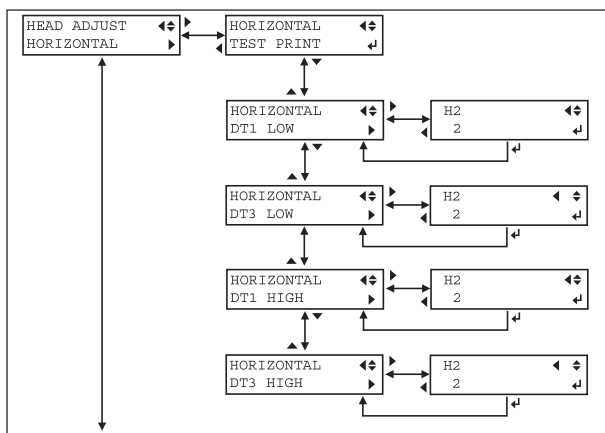 HEAD ADJUST
HORIZONTAL
HORIZONTAL
TEST PRINT
HORIZONTAL
DT1 LOW
H2
2
HORIZONTAL
DT3 LOW
H2
2
HORIZONTAL
DT1 HIGH
H2
2
HORIZONTAL
DT3 HIGH
H2
2